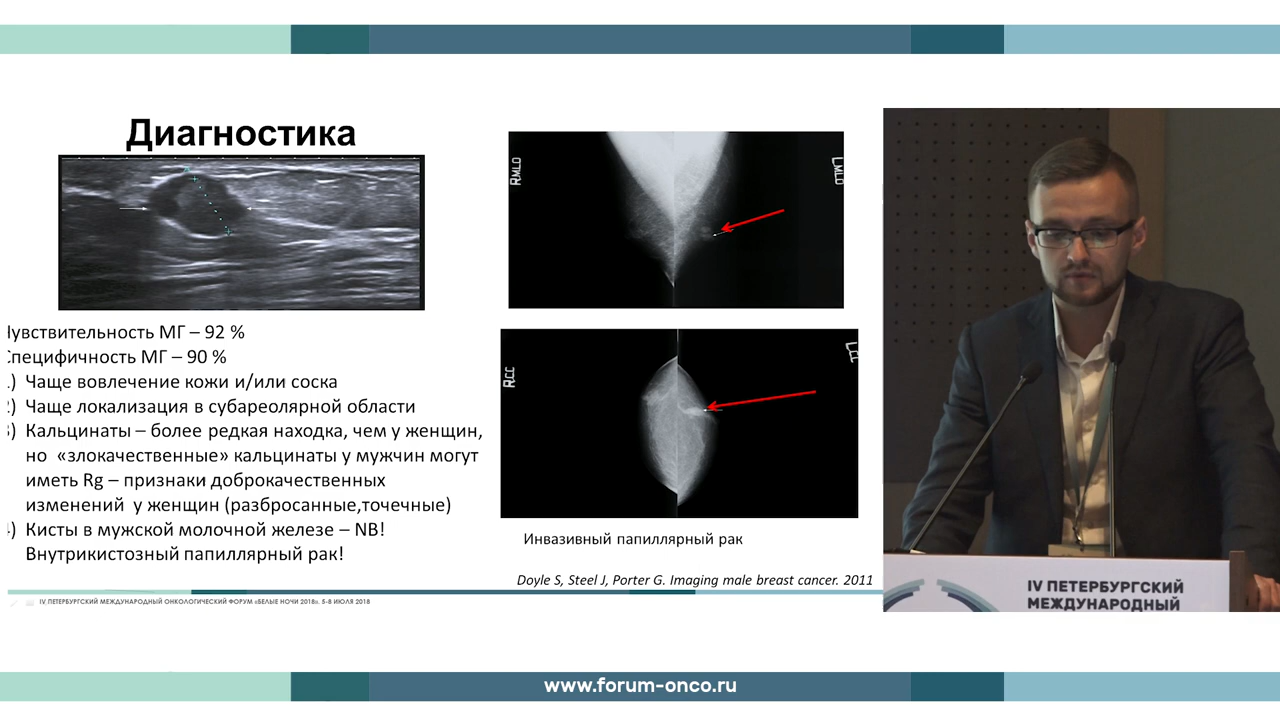 Диагностика
Чувствительность МГ – 92 %
Специфичность МГ – 90 %
1) Чаще вовлечение кожи и/или соска
2) Чаще локализация в субареолярной области
3) Кальцинаты – более редкая находка, чем у женщин,
но «злокачественные» кальцинаты у мужчин могут
иметь Rg – признаки доброкачественных
изменений у женщин (разбросанные,точечные)
4) Кисты в мужской молочной железе – NB!
Внутрикистозный папиллярный рак!
RMLO
LMLO
RCC
LCC
Инвазивный папиллярный рак
Doyle S, Steel J, Porter G. Imaging male breast cancer. 2011
IV ПЕТЕРБУРГСКИЙ МЕЖДУНАРОДНЫЙ ОНКОЛОГИЧЕСКИЙ ФОРУМ «БЕЛЫЕ НОЧИ 2018». 5-8 ИЮЛЯ 2018
IV ПЕТЕРБУРГСКИЙ
МЕЖДУНАРОДНЫЙ
www.forum-onco.ru